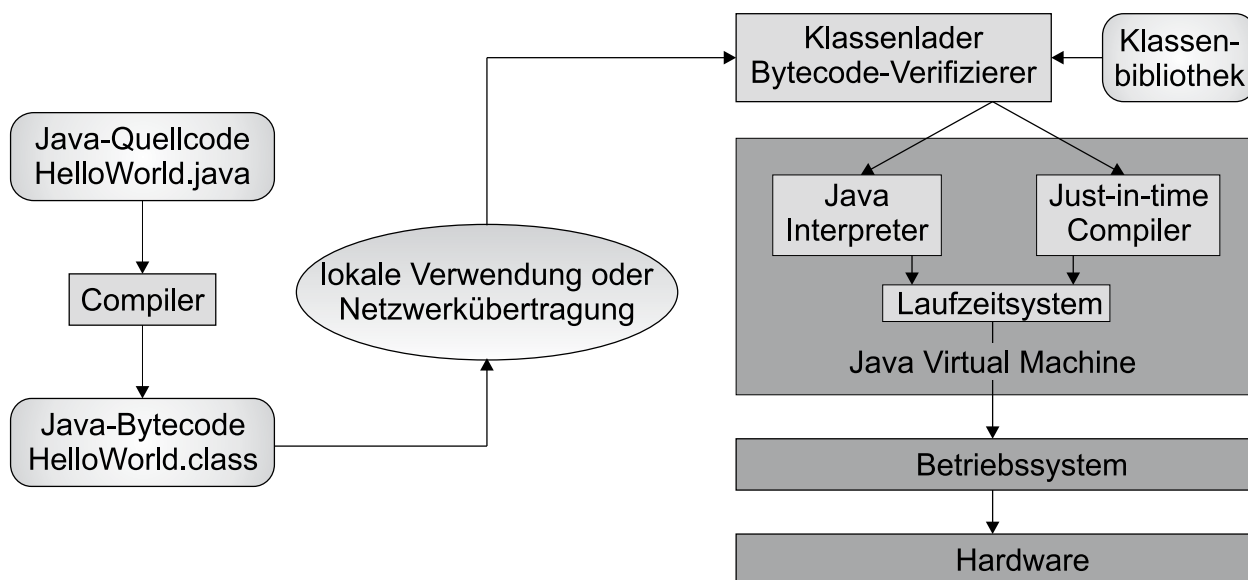 Java-Quellcode
HelloWorld.java
Compiler
Java-Bytecode
HelloWorld.class
lokale Verwendung oder
Netzwerkübertragung
Klassenlader
Bytecode-Verifizierer
Klassen-
bibliothek
Java
Interpreter
Just-in-time
Compiler
Laufzeitsystem
Java Virtual Machine
Betriebssystem
Hardware